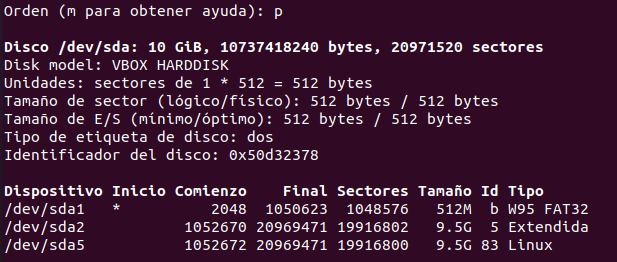 Orden (m para obtener ayuda): p
Disco /dev/sda: 10 GiB, 10737418240 bytes, 20971520 sectores
Disk model: VBOX HARDDISK
Unidades: sectores de 1 * 512 = 512 bytes
Tamaño de sector (lógico/físico): 512 bytes / 512 bytes
Tamaño de E/S (mínimo/óptimo): 512 bytes / 512 bytes
Tipo de etiqueta de disco: dos
Identificador del disco: 0x50d32378
Dispositivo Inicio Comienzo Final Sectores Tamaño Id Tipo
/dev/sda1 * 2048 1050623 1048576 512M b W95 FAT32
/dev/sda2 1052670 20969471 19916802 9.5G 5 Extendida
/dev/sda5 1052672 20969471 19916800 9.5G 83 Linux